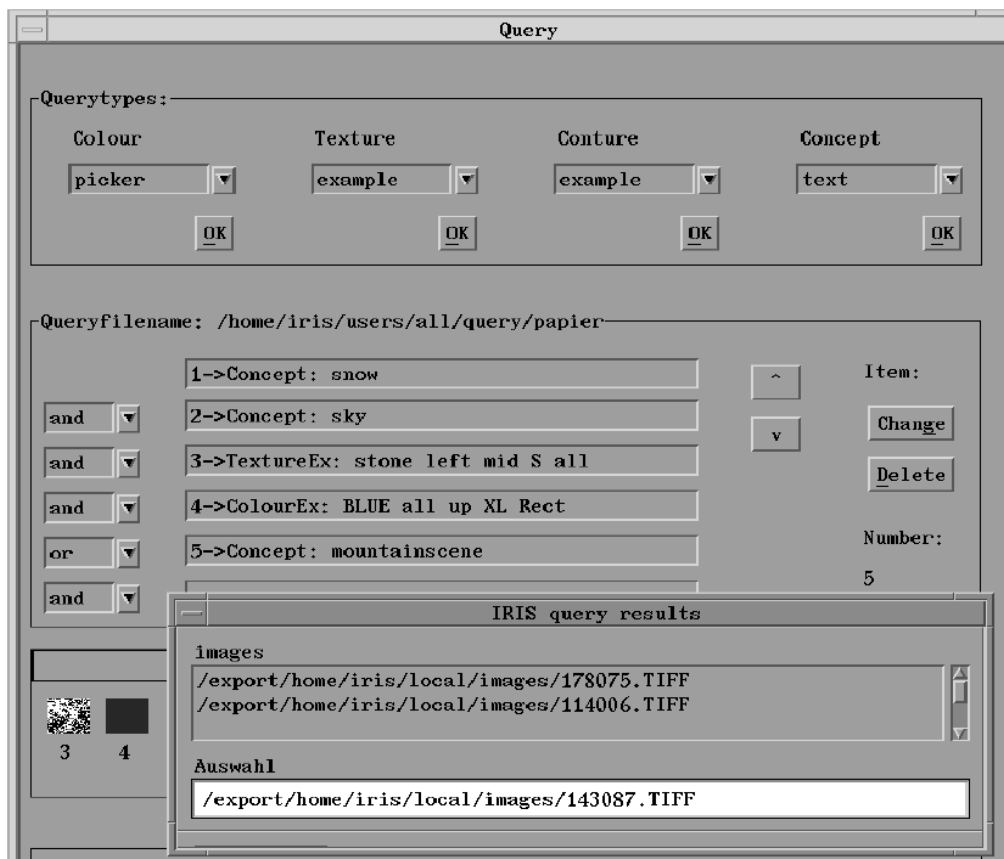 Query
Querytypes:
Colour Texture Conture Concept
picker example example text
OK OK OK OK
Queryfilename: /home/iris/users/all/query/papier
1->Concept: snow
Item:
and 2->Concept: sky
^
Change
v
and 3->TextureEx: stone left mid S all
Delete
and 4->ColourEx: BLUE all up XL Rect
Number:
or 5->Concept: mountainscene
5
and
IRIS query results
images
/export/home/iris/local/images/178075.TIFF
/export/home/iris/local/images/114006.TIFF
3 4
Auswahl
/export/home/iris/local/images/143087.TIFF